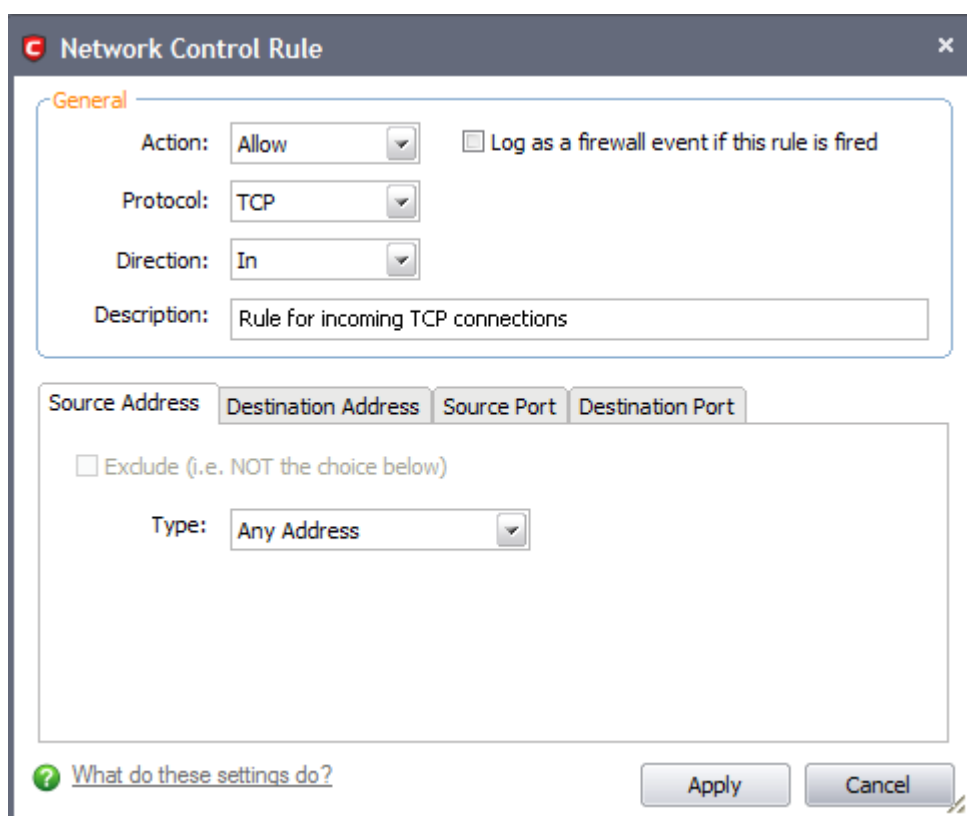 Network Control Rule
General
Action: Allow
Log as a firewall event if this rule is fired
Protocol: TCP
Direction: In
Description: Rule for incoming TCP connections
Source Address Destination Address Source Port Destination Port
Exclude (i.e. NOT the choice below)
Type: Any Address
What do these settings do?
Apply Cancel